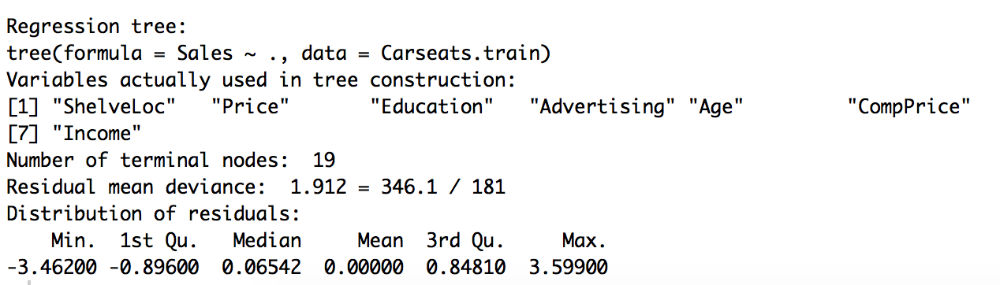 Regression tree:
tree(formula = Sales ~ ., data = Carseats.train)
Variables actually used in tree construction:
[1] "ShelveLoc"   "Price"       "Education"   "Advertising" "Age"         "CompPrice"
[7] "Income"
Number of terminal nodes:  19
Residual mean deviance:  1.912 = 346.1 / 181
Distribution of residuals:
    Min.  1st Qu.   Median     Mean  3rd Qu.     Max.
-3.46200 -0.89600  0.06542  0.00000  0.84810  3.59900